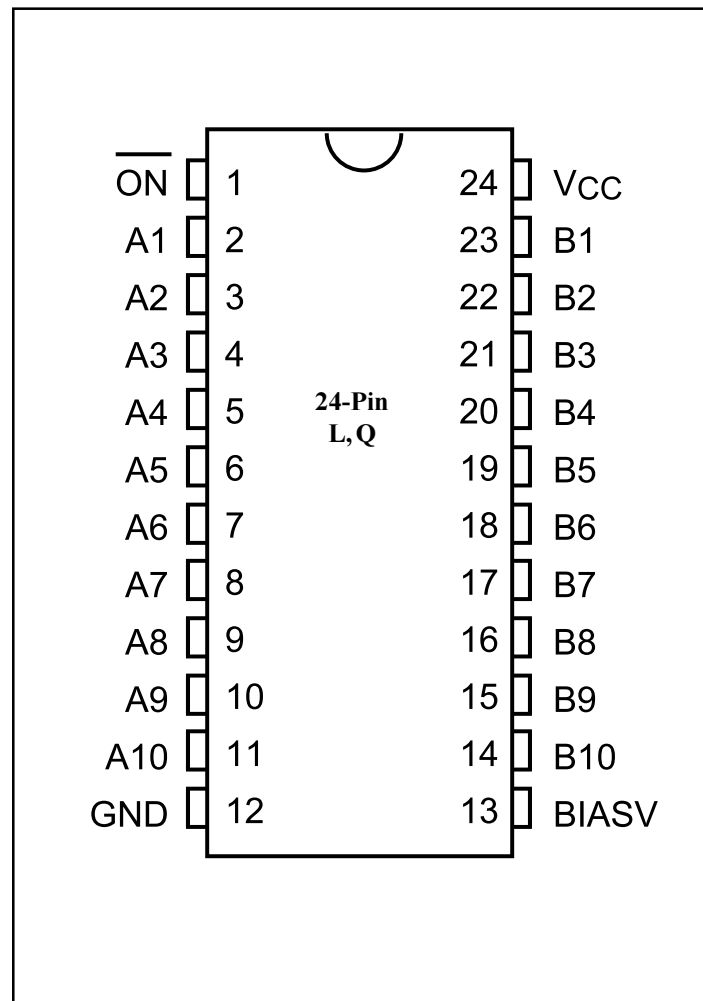 ON 1 24 VCC
A1 2 23 B1
A2 3 22 B2
A3 4 21 B3
A4 5 20 B4
24-Pin
L, Q
A5 6 19 B5
A6 7 18 B6
A7 8 17 B7
A8 9 16 B8
A9 10 15 B9
A10 11 14 B10
GND 12 13 BIASV